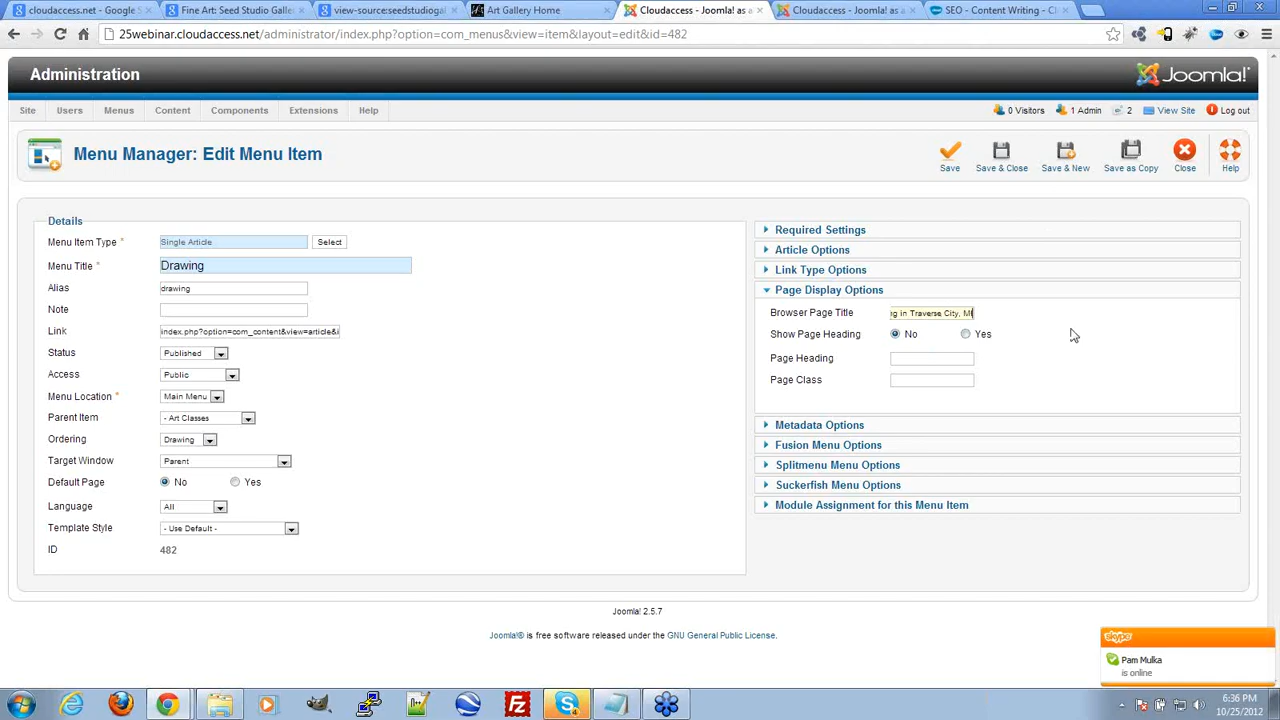 cloudaccess.net - Google S
Fine Art: Seed Studio Galler
view-source:seedstudiogal
Art Gallery Home
Cloudaccess - Joomla! as a
Cloudaccess - Joomla! as a
SEO - Content Writing - Cl
25webinar.cloudaccess.net/administrator/index.php?option=com_menus&view=item&layout=edit&id=482
Administration
Joomla!
Site Users Menus Content Components Extensions Help
0 Visitors 1 Admin 2 View Site Log out
Menu Manager: Edit Menu Item
Save Save & Close Save & New Save as Copy Close Help
Details
Menu Item Type * Single Article Select
Menu Title * Drawing
Alias drawing
Note
Link index.php?option=com_content&view=article&i
Status Published
Access Public
Menu Location * Main Menu
Parent Item - Art Classes
Ordering Drawing
Target Window Parent
Default Page No Yes
Language All
Template Style - Use Default -
ID 482
Required Settings
Article Options
Link Type Options
Page Display Options
Browser Page Title ng in Traverse City, MI
Show Page Heading No Yes
Page Heading
Page Class
Metadata Options
Fusion Menu Options
Splitmenu Menu Options
Suckerfish Menu Options
Module Assignment for this Menu Item
Joomla! 2.5.7
Joomla!® is free software released under the GNU General Public License.
skype
Pam Mulka
is online
6:36 PM
10/25/2012